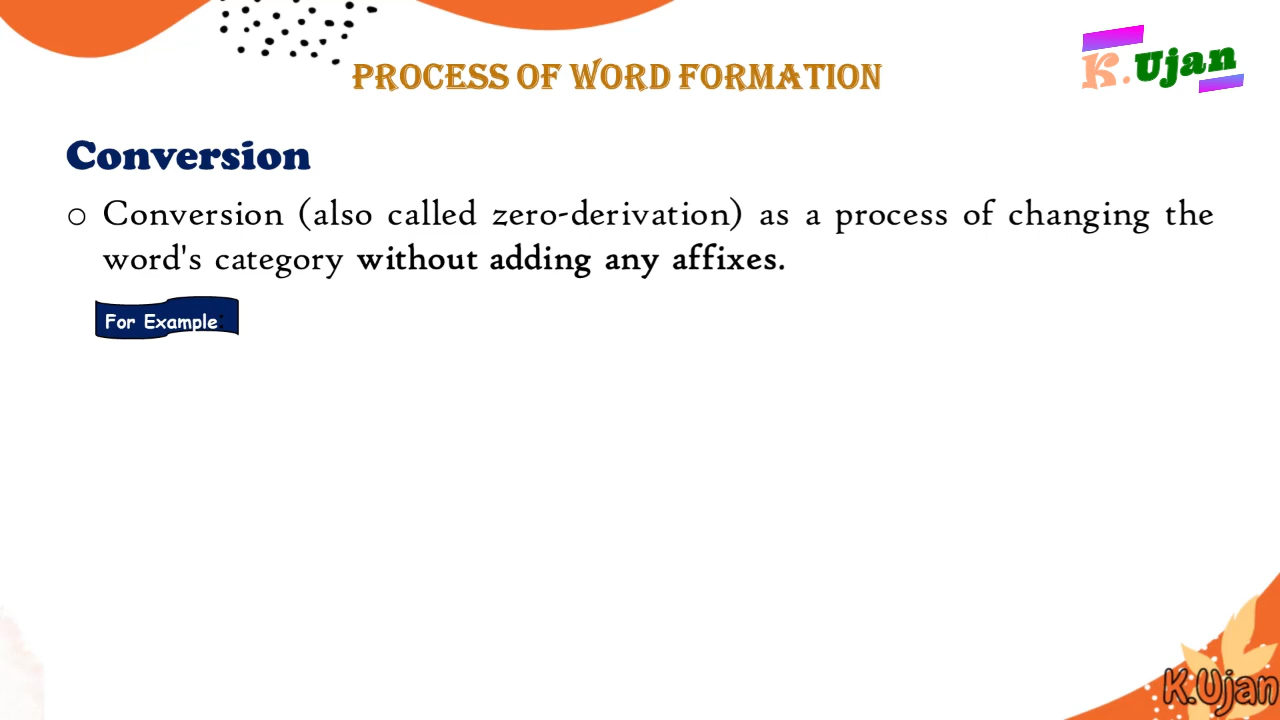 PROCESS OF WORD FORMATION
K.Ujan
Conversion
○ Conversion (also called zero-derivation) as a process of changing the
word's category without adding any affixes.
For Example
K.Ujan